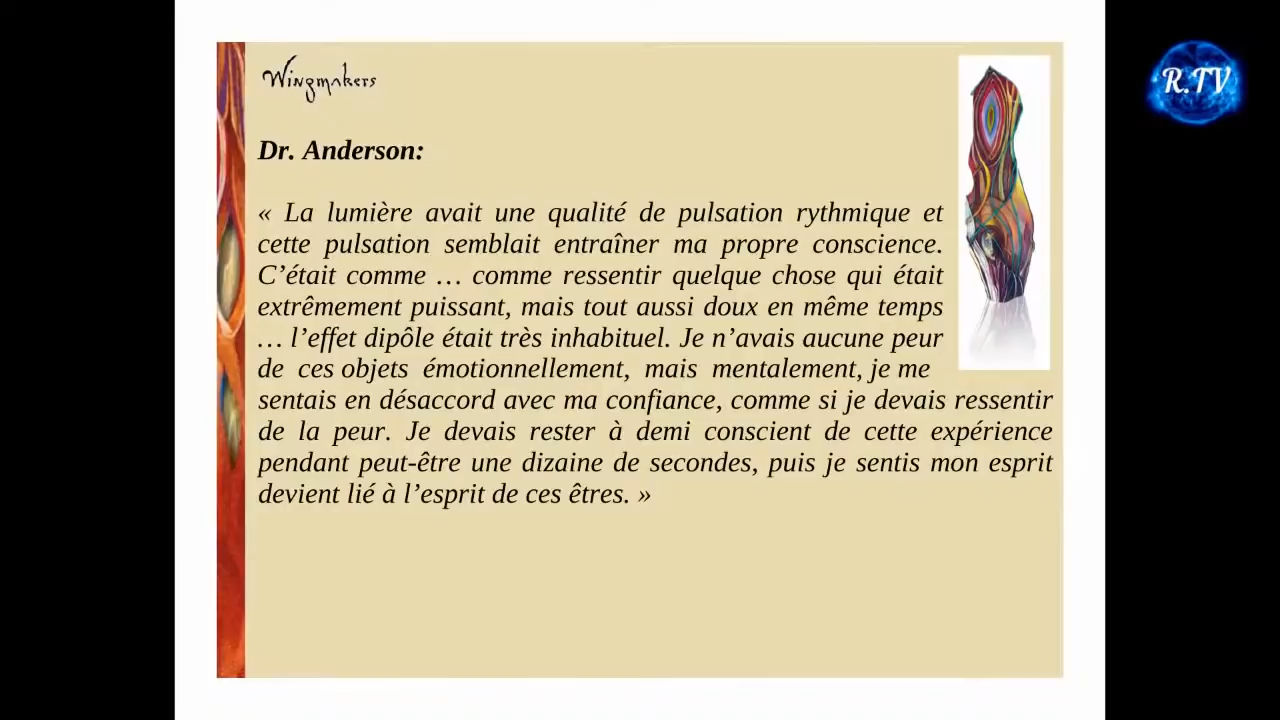 Wingmakers
R.TV
Dr. Anderson:
« La lumière avait une qualité de pulsation rythmique et
cette pulsation semblait entraîner ma propre conscience.
C’était comme … comme ressentir quelque chose qui était
extrêmement puissant, mais tout aussi doux en même temps
… l’effet dipôle était très inhabituel. Je n’avais aucune peur
de ces objets émotionnellement, mais mentalement, je me
sentais en désaccord avec ma confiance, comme si je devais ressentir
de la peur. Je devais rester à demi conscient de cette expérience
pendant peut-être une dizaine de secondes, puis je sentis mon esprit
devient lié à l’esprit de ces êtres. »